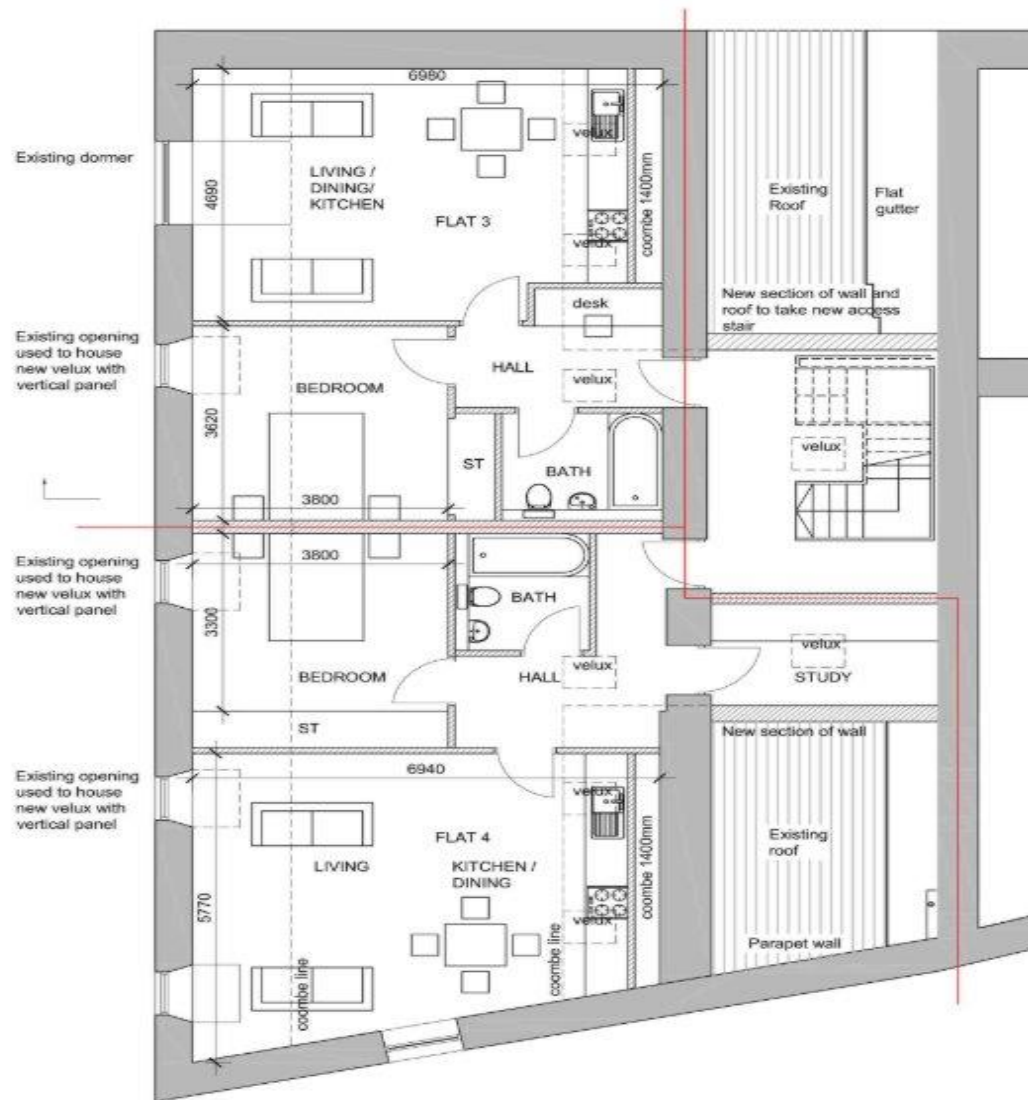 6980
Existing dormer
LIVING /
DINING/
KITCHEN
FLAT 3
4690
velux
velux
coombe 1400mm
Existing
Roof
Flat
gutter
desk
New section of wall and
roof to take new access
stair
Existing opening
used to house
new velux with
vertical panel
BEDROOM
HALL
velux
3620
ST
BATH
velux
3800
3800
Existing opening
used to house
new velux with
vertical panel
3300
BATH
BEDROOM
HALL
velux
velux
STUDY
ST
New section of wall
6940
Existing opening
used to house
new velux with
vertical panel
velux
FLAT 4
LIVING
KITCHEN /
DINING
coombe 1400mm
Existing
roof
5770
velux
Parapet wall
coombe line
coombe line